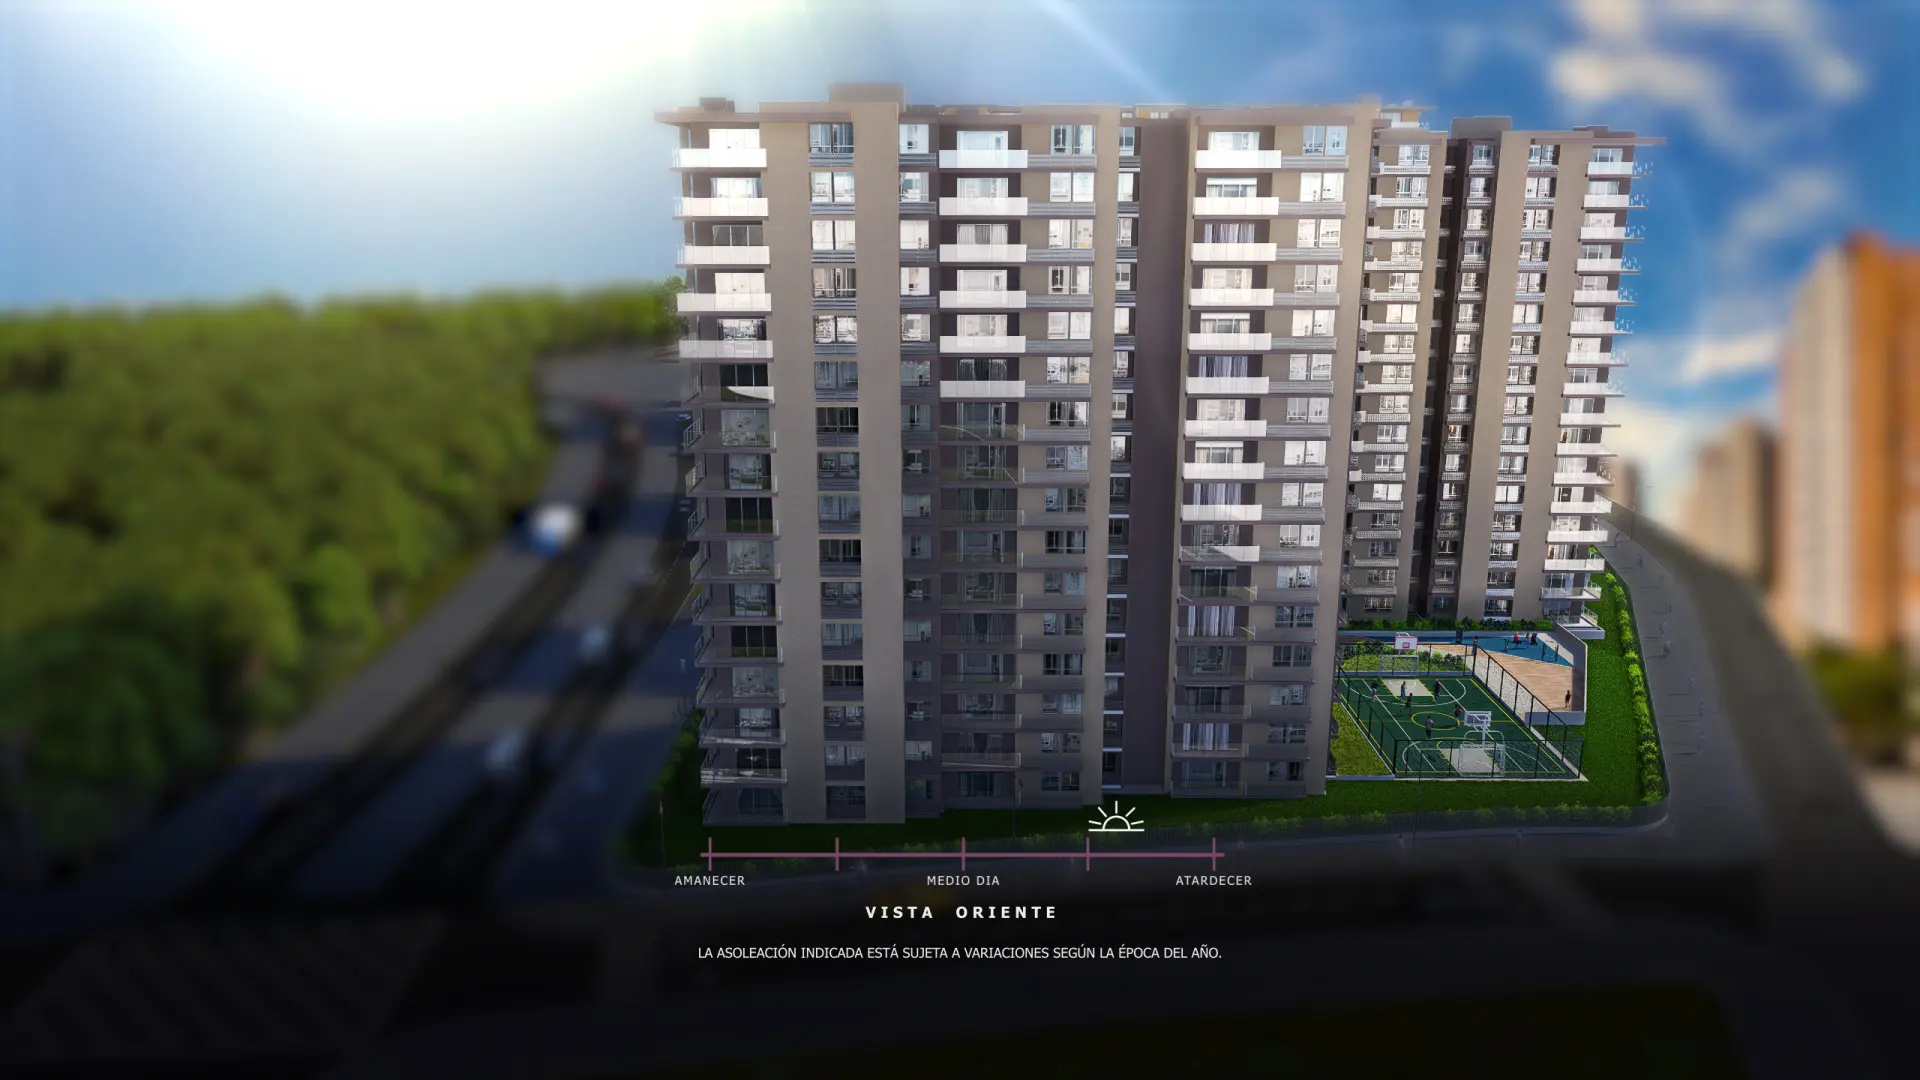 AMANECER MEDIO DIA ATARDECER
VISTA ORIENTE
LA ASOLEACIÓN INDICADA ESTÁ SUJETA A VARIACIONES SEGÚN LA ÉPOCA DEL AÑO.